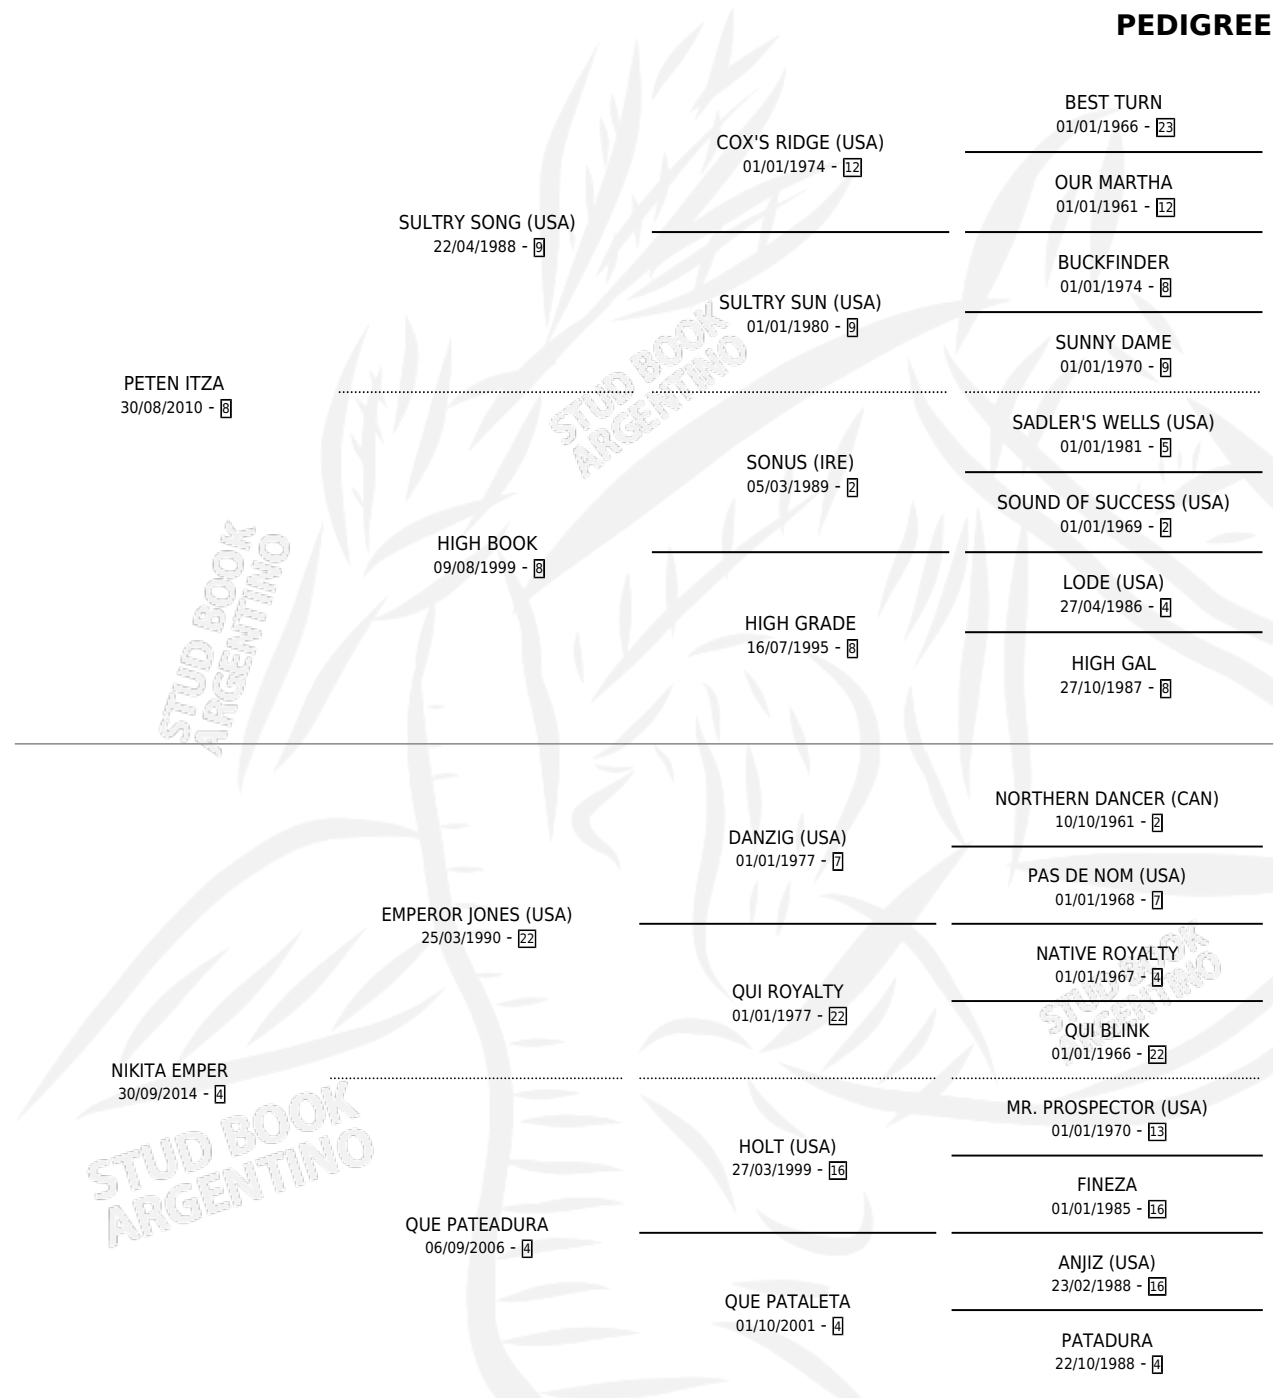 PEDIGREE
BEST TURN
01/01/1966 - 23
COX'S RIDGE (USA)
01/01/1974 - 12
OUR MARTHA
01/01/1961 - 12
SULTRY SONG (USA)
22/04/1988 - 9
BUCKFINDER
01/01/1974 - 8
SULTRY SUN (USA)
01/01/1980 - 9
SUNNY DAME
01/01/1970 - 9
PETEN ITZA
30/08/2010 - 8
SADLER'S WELLS (USA)
01/01/1981 - 5
SONUS (IRE)
05/03/1989 - 2
SOUND OF SUCCESS (USA)
01/01/1969 - 2
HIGH BOOK
09/08/1999 - 8
LODE (USA)
27/04/1986 - 4
HIGH GRADE
16/07/1995 - 8
HIGH GAL
27/10/1987 - 8
NORTHERN DANCER (CAN)
10/10/1961 - 2
DANZIG (USA)
01/01/1977 - 7
PAS DE NOM (USA)
01/01/1968 - 7
EMPEROR JONES (USA)
25/03/1990 - 22
NATIVE ROYALTY
01/01/1967 - 4
QUI ROYALTY
01/01/1977 - 22
QUI BLINK
01/01/1966 - 22
NIKITA EMPER
30/09/2014 - 4
MR. PROSPECTOR (USA)
01/01/1970 - 13
HOLT (USA)
27/03/1999 - 16
FINEZA
01/01/1985 - 16
QUE PATEADURA
06/09/2006 - 4
ANJIZ (USA)
23/02/1988 - 16
QUE PATALETA
01/10/2001 - 4
PATADURA
22/10/1988 - 4
STUD BOOK
ARGENTINO
STUD BOOK
ARGENTINO
STUD BOOK
ARGENTINO
STUD BOOK
ARGENTINO